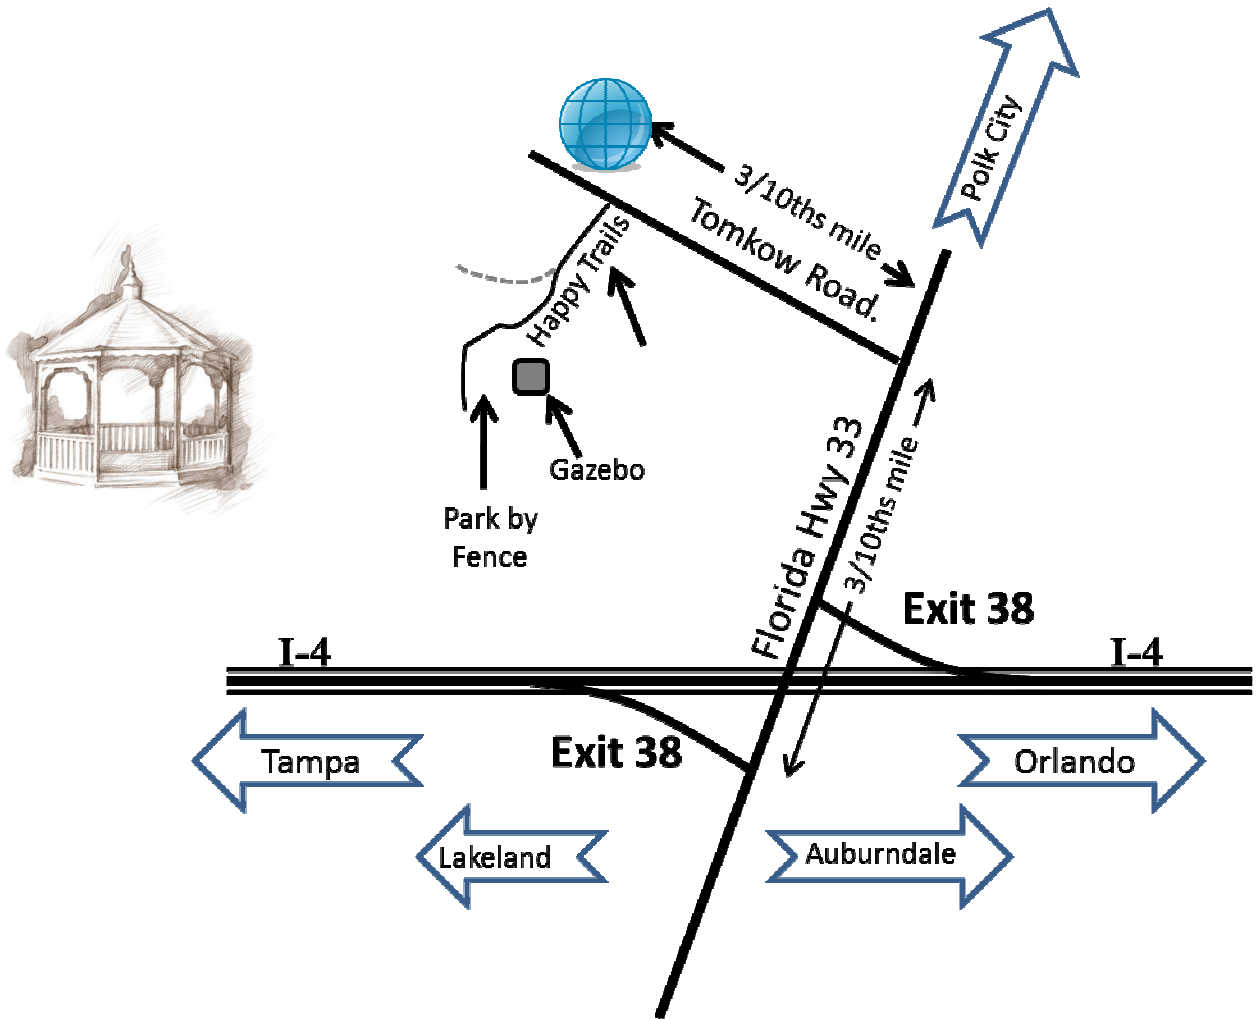 Polk City
3/10ths mile
Tomkow Road.
Happy Trails
Gazebo
Park by
Fence
Florida Hwy 33
3/10ths mile
Exit 38
I-4
I-4
Exit 38
Tampa
Orlando
Lakeland
Auburndale